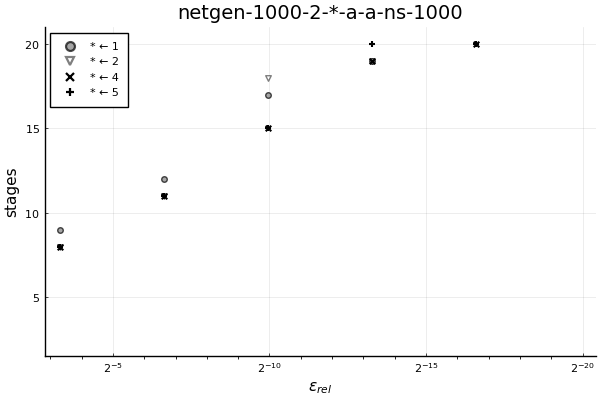 netgen-1000-2-*-a-a-ns-1000
* ← 1
* ← 2
* ← 4
* ← 5
stages
20
15
10
5
2⁻⁵
2⁻¹⁰
2⁻¹⁵
2⁻²⁰
ε_rel